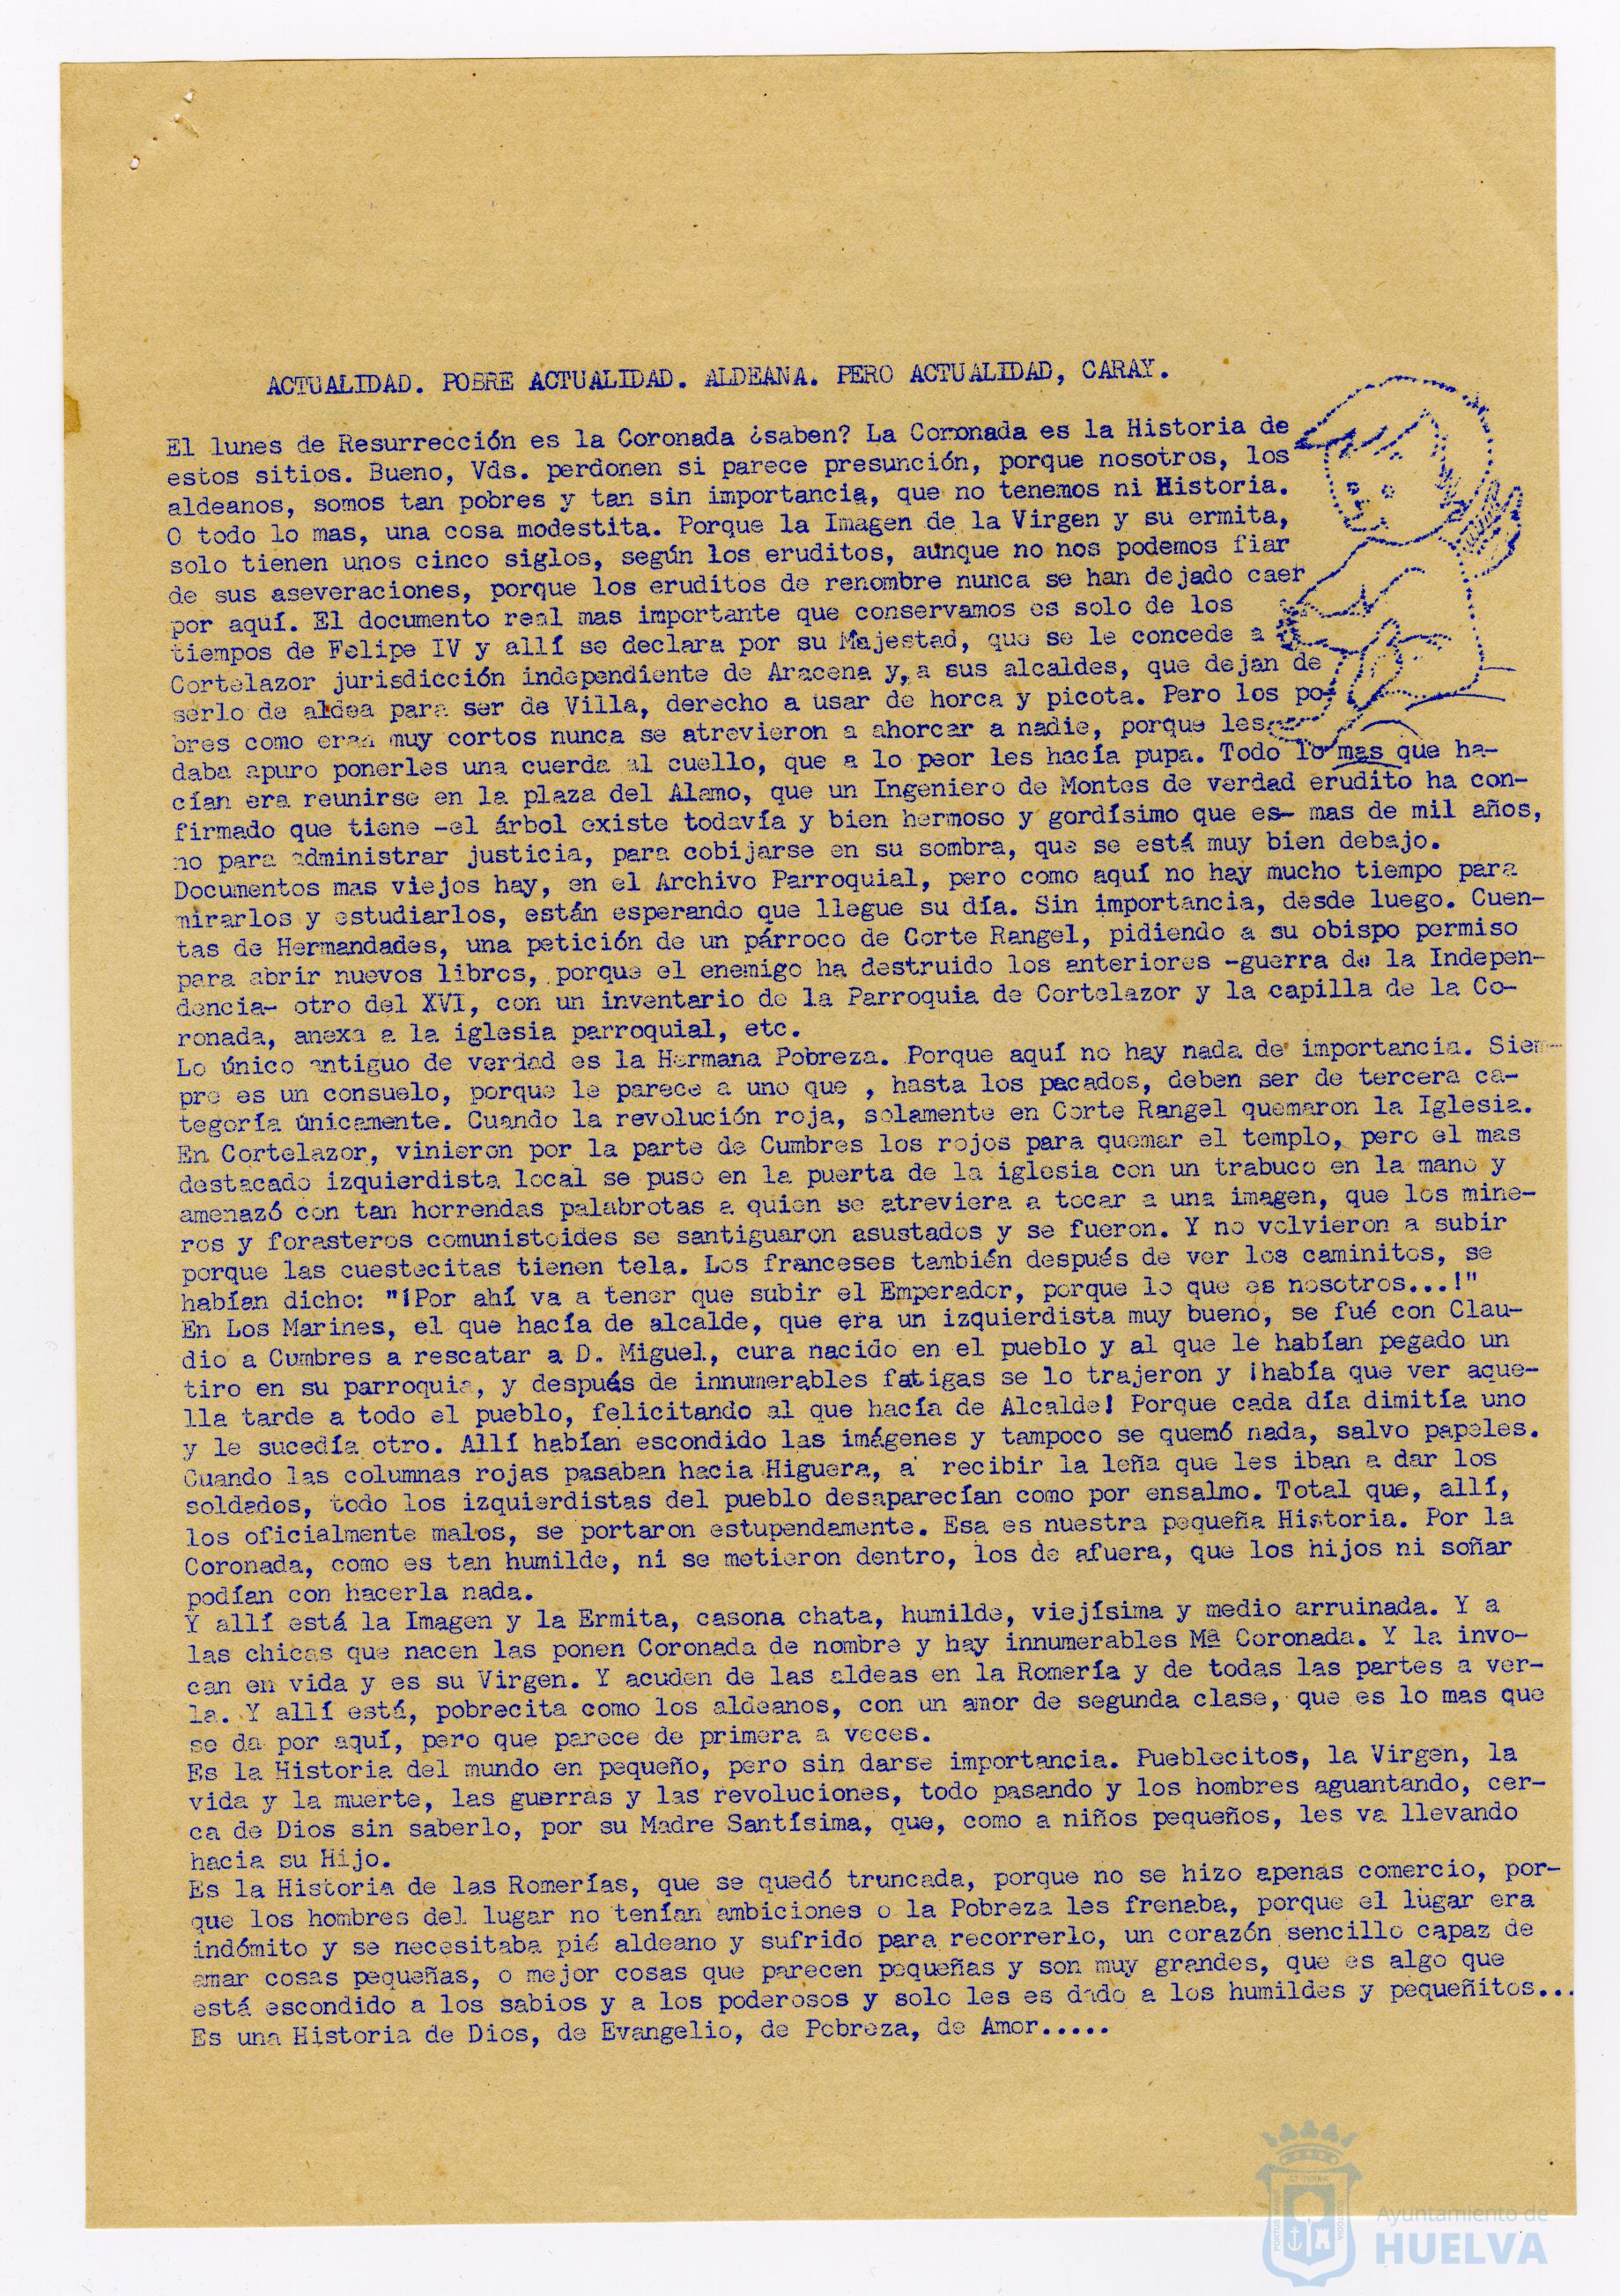 ACTUALIDAD. POBRE ACTUALIDAD. ALDEANA. PERO ACTUALIDAD, CARAY.
El lunes de Resurrección es la Coronada ¿saben? La Coronada es la Historia de
estos sitios. Bueno, Vds. perdonen si parece presunción, porque nosotros, los
aldeanos, somos tan pobres y tan sin importancia, que no tenemos ni Historia.
O todo lo mas, una cosa modestita. Porque la Imagen de la Virgen y su ermita,
solo tienen unos cinco siglos, según los eruditos, aunque no nos podemos fiar
de sus aseveraciones, porque los eruditos de renombre nunca se han dejado caer
por aquí. El documento real mas importante que conservamos es solo de los
tiempos de Felipe IV y allí se declara por su Majestad, que se le concede a
Cortelazor jurisdicción independiente de Aracena y, a sus alcaldes, que dejan de
serlo de aldea para ser de Villa, derecho a usar de horca y picota. Pero los po-
bres como eran muy cortos nunca se atrevieron a ahorcar a nadie, porque les
daba apuro ponerles una cuerda al cuello, que a lo peor les hacía pupa. Todo lo mas que ha-
cían era reunirse en la plaza del Alamo, que un Ingeniero de Montes de verdad erudito ha con-
firmado que tiene -el árbol existe todavía y bien hermoso y gordísimo que es- mas de mil años,
no para administrar justicia, para cobijarse en su sombra, que se está muy bien debajo.
Documentos mas viejos hay, en el Archivo Parroquial, pero como aquí no hay mucho tiempo para
mirarlos y estudiarlos, están esperando que llegue su día. Sin importancia, desde luego. Cuen-
tas de Hermandades, una petición de un párroco de Corte Rangel, pidiendo a su obispo permiso
para abrir nuevos libros, porque el enemigo ha destruido los anteriores -guerra de la Indepen-
dencia- otro del XVI, con un inventario de la Parroquia de Cortelazor y la capilla de la Co-
ronada, anexa a la iglesia parroquial, etc.
Lo único antiguo de verdad es la Hermana Pobreza. Porque aquí no hay nada de importancia. Siem-
pre es un consuelo, porque le parece a uno que , hasta los pecados, deben ser de tercera ca-
tegoría únicamente. Cuando la revolución roja, solamente en Corte Rangel quemaron la Iglesia.
En Cortelazor, vinieron por la parte de Cumbres los rojos para quemar el templo, pero el mas
destacado izquierdista local se puso en la puerta de la iglesia con un trabuco en la mano y
amenazó con tan horrendas palabrotas a quien se atreviera a tocar a una imagen, que los mine-
ros y forasteros comunistoides se santiguaron asustados y se fueron. Y no volvieron a subir
porque las cuestecitas tienen tela. Los franceses también después de ver los caminitos, se
habían dicho: "¡Por ahí va a tener que subir el Emperador, porque lo que es nosotros...!"
En Los Marines, el que hacía de alcalde, que era un izquierdista muy bueno, se fué con Clau-
dio a Cumbres a rescatar a D. Miguel, cura nacido en el pueblo y al que le habían pegado un
tiro en su parroquia, y después de innumerables fatigas se lo trajeron y ¡había que ver aque-
lla tarde a todo el pueblo, felicitando al que hacía de Alcalde! Porque cada día dimitía uno
y le sucedía otro. Allí habían escondido las imágenes y tampoco se quemó nada, salvo papeles.
Cuando las columnas rojas pasaban hacia Higuera, a recibir la leña que les iban a dar los
soldados, todo los izquierdistas del pueblo desaparecían como por ensalmo. Total que, allí,
los oficialmente malos, se portaron estupendamente. Esa es nuestra pequeña Historia. Por la
Coronada, como es tan humilde, ni se metieron dentro, los de afuera, que los hijos ni soñar
podían con hacerla nada.
Y allí está la Imagen y la Ermita, casona chata, humilde, viejísima y medio arruinada. Y a
las chicas que nacen las ponen Coronada de nombre y hay innumerables Mª Coronada. Y la invo-
can en vida y es su Virgen. Y acuden de las aldeas en la Romería y de todas las partes a ver-
la. Y allí está, pobrecita como los aldeanos, con un amor de segunda clase, que es lo mas que
se da por aquí, pero que parece de primera a veces.
Es la Historia del mundo en pequeño, pero sin darse importancia. Pueblecitos, la Virgen, la
vida y la muerte, las guerras y las revoluciones, todo pasando y los hombres aguantando, cer-
ca de Dios sin saberlo, por su Madre Santísima, que, como a niños pequeños, les va llevando
hacia su Hijo.
Es la Historia de las Romerías, que se quedó truncada, porque no se hizo apenas comercio, por-
que los hombres del lugar no tenían ambiciones o la Pobreza les frenaba, porque el lugar era
indómito y se necesitaba pié aldeano y sufrido para recorrerlo, un corazón sencillo capaz de
amar cosas pequeñas, o mejor cosas que parecen pequeñas y son muy grandes, que es algo que
está escondido a los sabios y a los poderosos y solo les es dado a los humildes y pequeñitos...
Es una Historia de Dios, de Evangelio, de Pobreza, de Amor.....
Ayuntamiento de
HUELVA